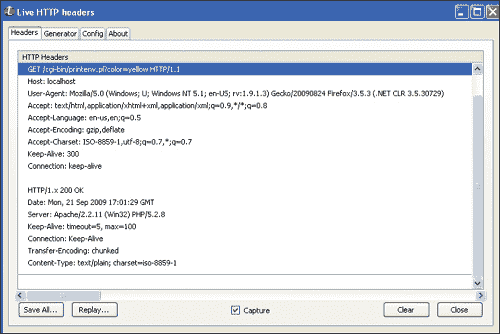 Live HTTP headers
Headers Generator Config About
HTTP Headers
GET /cgi-bin/printenv.pl?color=yellow HTTP/1.1
Host: localhost
User-Agent: Mozilla/5.0 (Windows; U; Windows NT 5.1; en-US; rv:1.9.1.3) Gecko/20090824 Firefox/3.5.3 (.NET CLR 3.5.30729)
Accept: text/html,application/xhtml+xml,application/xml;q=0.9,*/*;q=0.8
Accept-Language: en-us,en;q=0.5
Accept-Encoding: gzip,deflate
Accept-Charset: ISO-8859-1,utf-8;q=0.7,*;q=0.7
Keep-Alive: 300
Connection: keep-alive
HTTP/1.x 200 OK
Date: Mon, 21 Sep 2009 17:01:29 GMT
Server: Apache/2.2.11 (Win32) PHP/5.2.8
Keep-Alive: timeout=5, max=100
Connection: Keep-Alive
Transfer-Encoding: chunked
Content-Type: text/plain; charset=iso-8859-1
Save All... Replay... Capture Clear Close